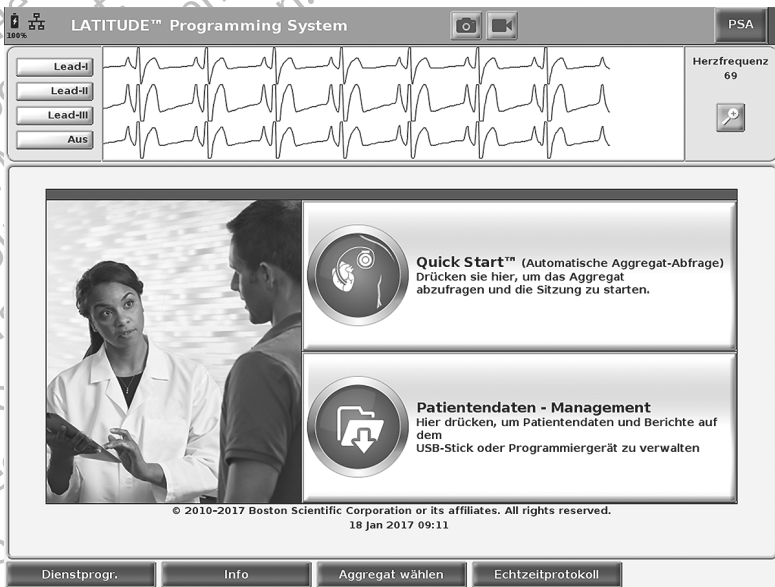 100%
LATITUDE™ Programming System
PSA
Lead-I
Lead-II
Lead-III
Aus
Herzfrequenz
69
Quick Start™ (Automatische Aggregat-Abfrage)
Drücken sie hier, um das Aggregat
abzufragen und die Sitzung zu starten.
Patientendaten - Management
Hier drücken, um Patientendaten und Berichte auf
dem
USB-Stick oder Programmiergerät zu verwalten
© 2010-2017 Boston Scientific Corporation or its affiliates. All rights reserved.
18 Jan 2017 09:11
Dienstprogr.
Info
Aggregat wählen
Echtzeitprotokoll